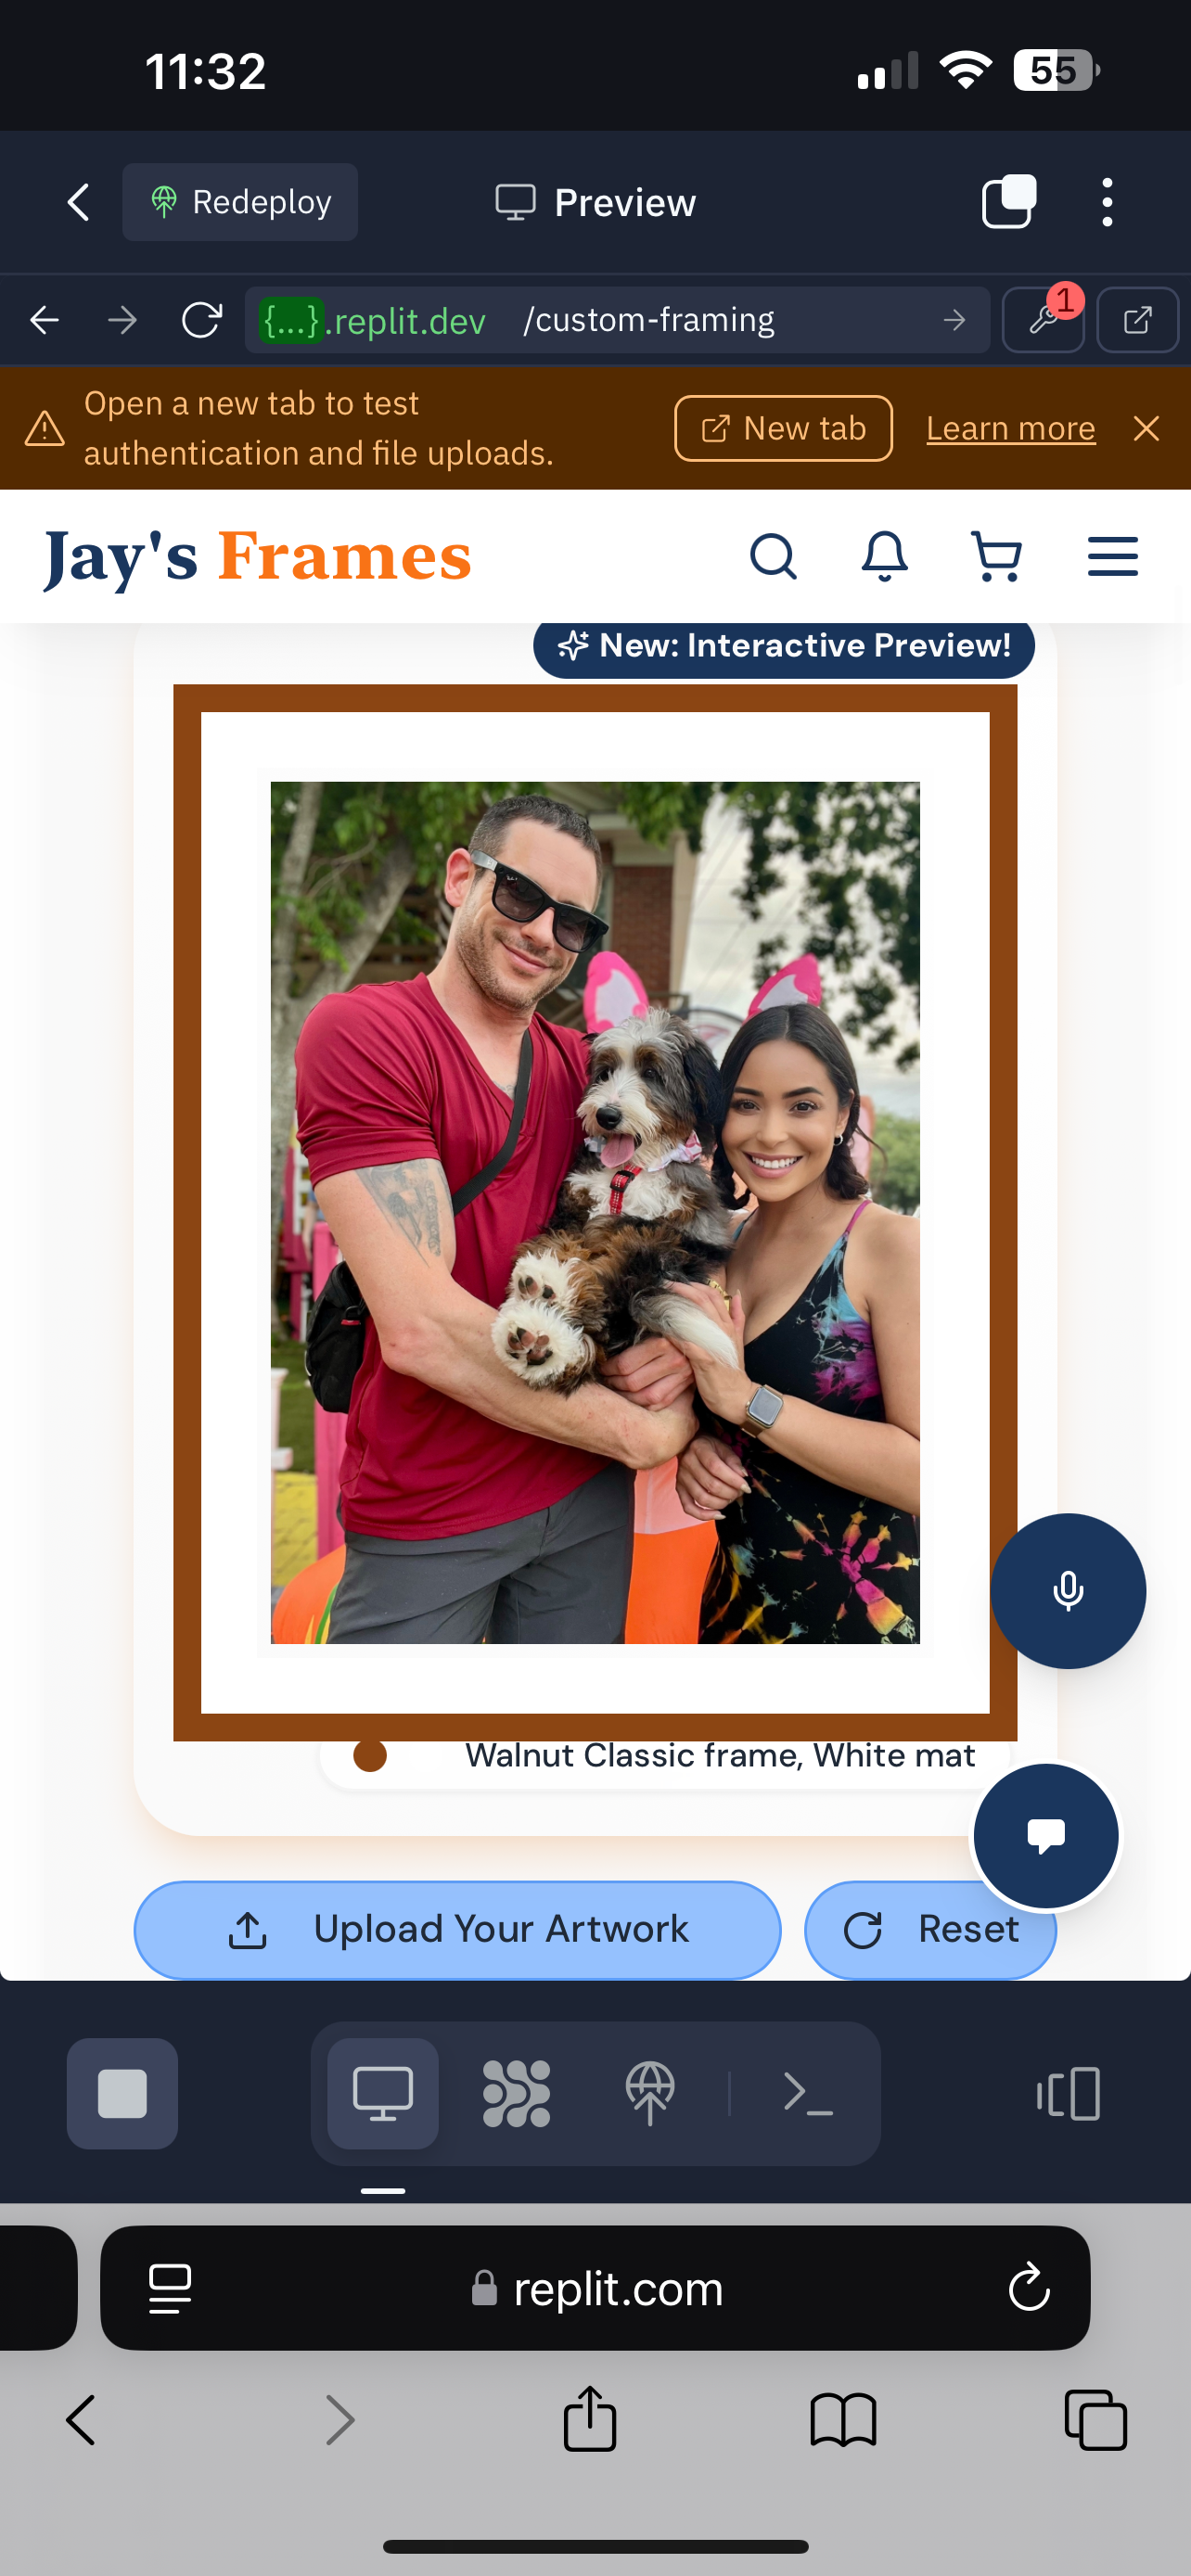 11:32
55
Redeploy
Preview
{...}.replit.dev /custom-framing
1
Open a new tab to test
authentication and file uploads.
New tab
Learn more
Jay's Frames
New: Interactive Preview!
Walnut Classic frame, White mat
Upload Your Artwork
Reset
replit.com